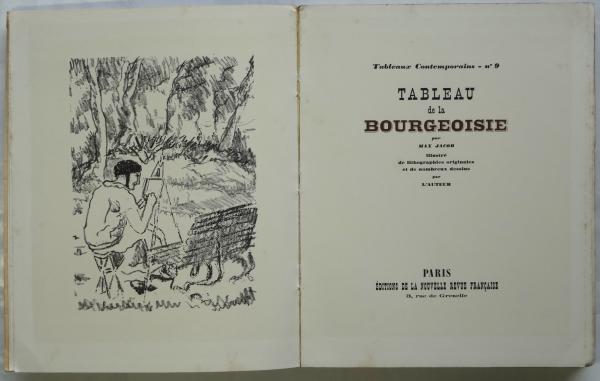 Tableaux Contemporains - nº 9
TABLEAU
de la
BOURGEOISIE
par
MAX JACOB
illustré
de lithographies originales
et de nombreux dessins
par
L'AUTEUR
PARIS
ÉDITIONS DE LA NOUVELLE REVUE FRANÇAISE
3, rue de Grenelle